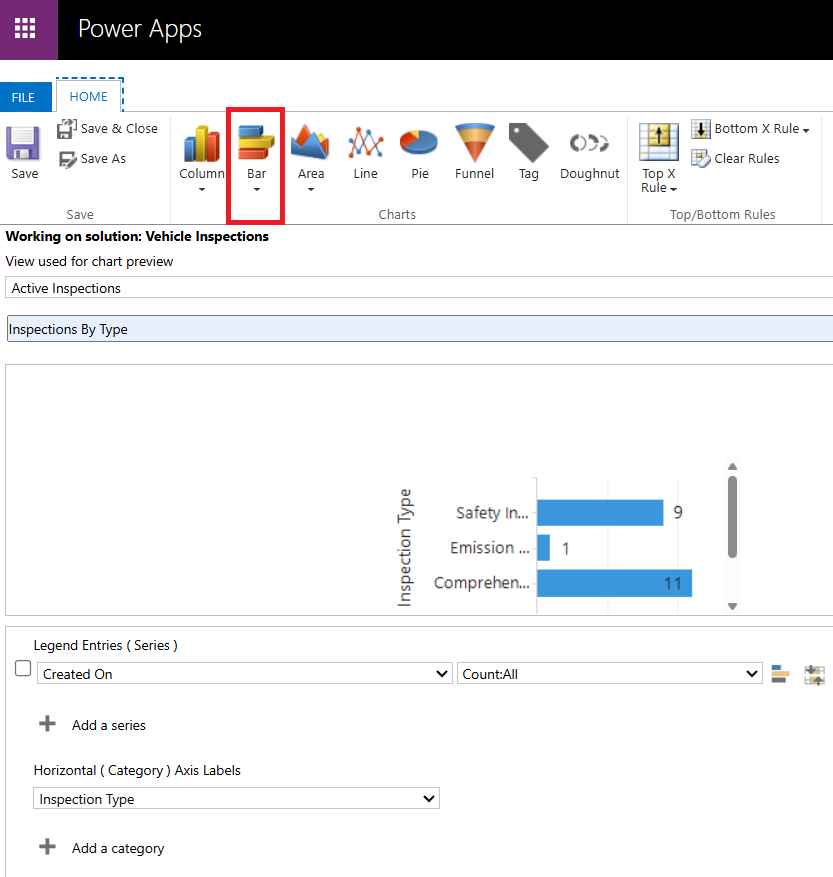 Power Apps
FILE
HOME
Save
Save & Close
Save As
Save
Column
Bar
Area
Line
Pie
Funnel
Tag
Doughnut
Charts
Top X
Rule
Bottom X Rule
Clear Rules
Top/Bottom Rules
Working on solution: Vehicle Inspections
View used for chart preview
Active Inspections
Inspections By Type
Inspection Type
Safety In... 9
Emission ... 1
Comprehen... 11
Legend Entries ( Series )
Created On
Count:All
Add a series
Horizontal ( Category ) Axis Labels
Inspection Type
Add a category